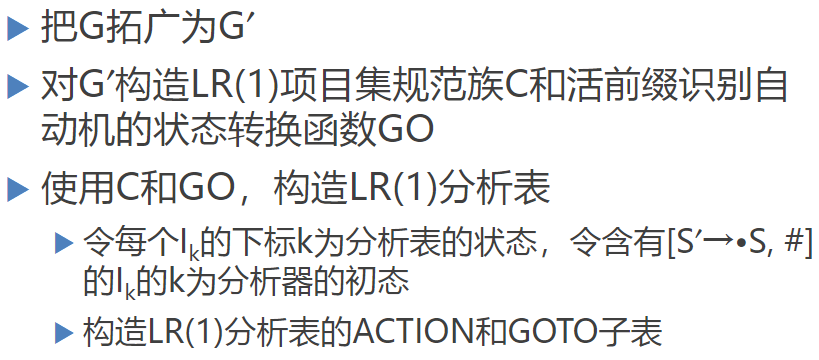 把G拓广为G′
对G′构造LR(1)项目集规范族C和活前缀识别自
动机的状态转换函数GO
使用C和GO，构造LR(1)分析表
令每个Ik的下标k为分析表的状态，令含有[S′→•S, #]
的Ik的k为分析器的初态
构造LR(1)分析表的ACTION和GOTO子表